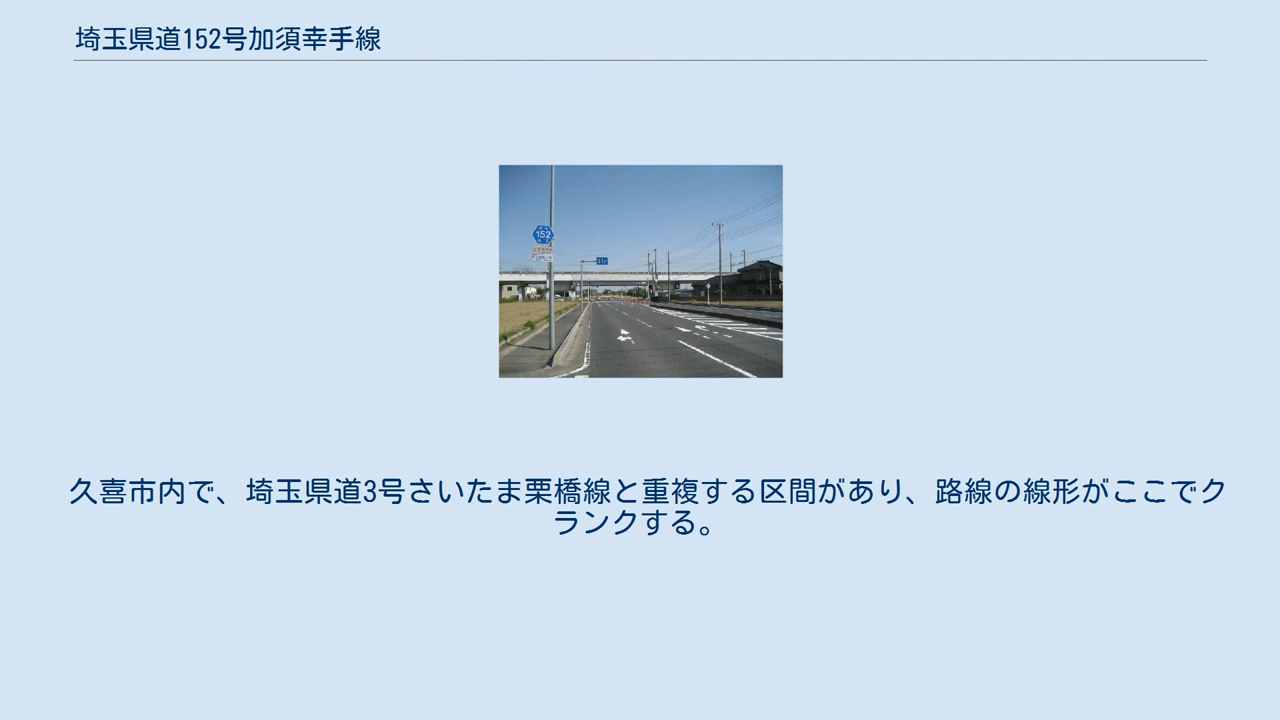 埼玉県道152号加須幸手線
152
久喜市内で、埼玉県道3号さいたま栗橋線と重複する区間があり、路線の線形がここでク
ランクする。